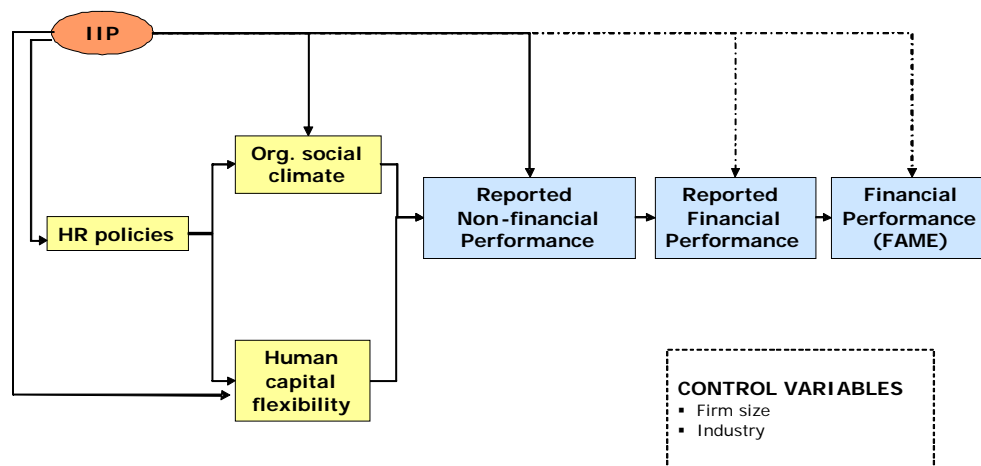 IIP
Org. social
climate
HR policies
Human
capital
flexibility
Reported
Non-financial
Performance
Reported
Financial
Performance
Financial
Performance
(FAME)
CONTROL VARIABLES
▪ Firm size
▪ Industry